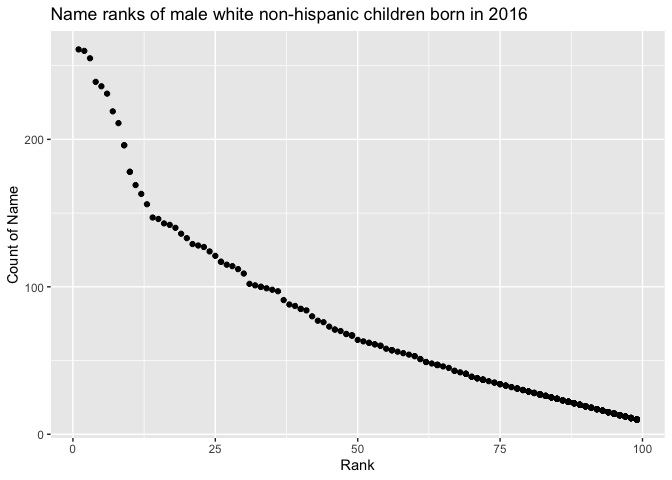 Name ranks of male white non-hispanic children born in 2016
Count of Name
200
100
0
0 25 50 75 100
Rank